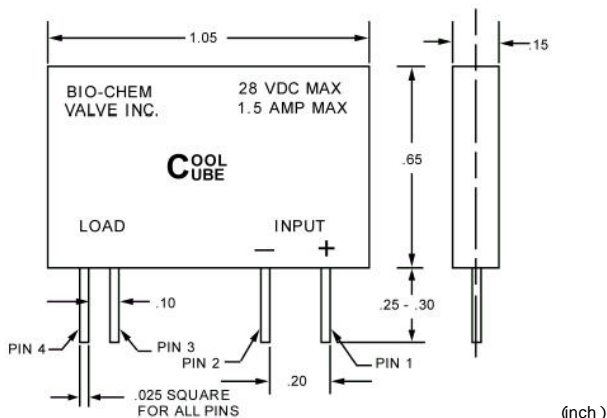 1.05
.15
BIO-CHEM
VALVE INC.
28 VDC MAX
1.5 AMP MAX
COOL
CUBE
.65
LOAD
INPUT
− +
.10
.25 - .30
PIN 4
PIN 3
PIN 2
PIN 1
.20
.025 SQUARE
FOR ALL PINS
(inch)